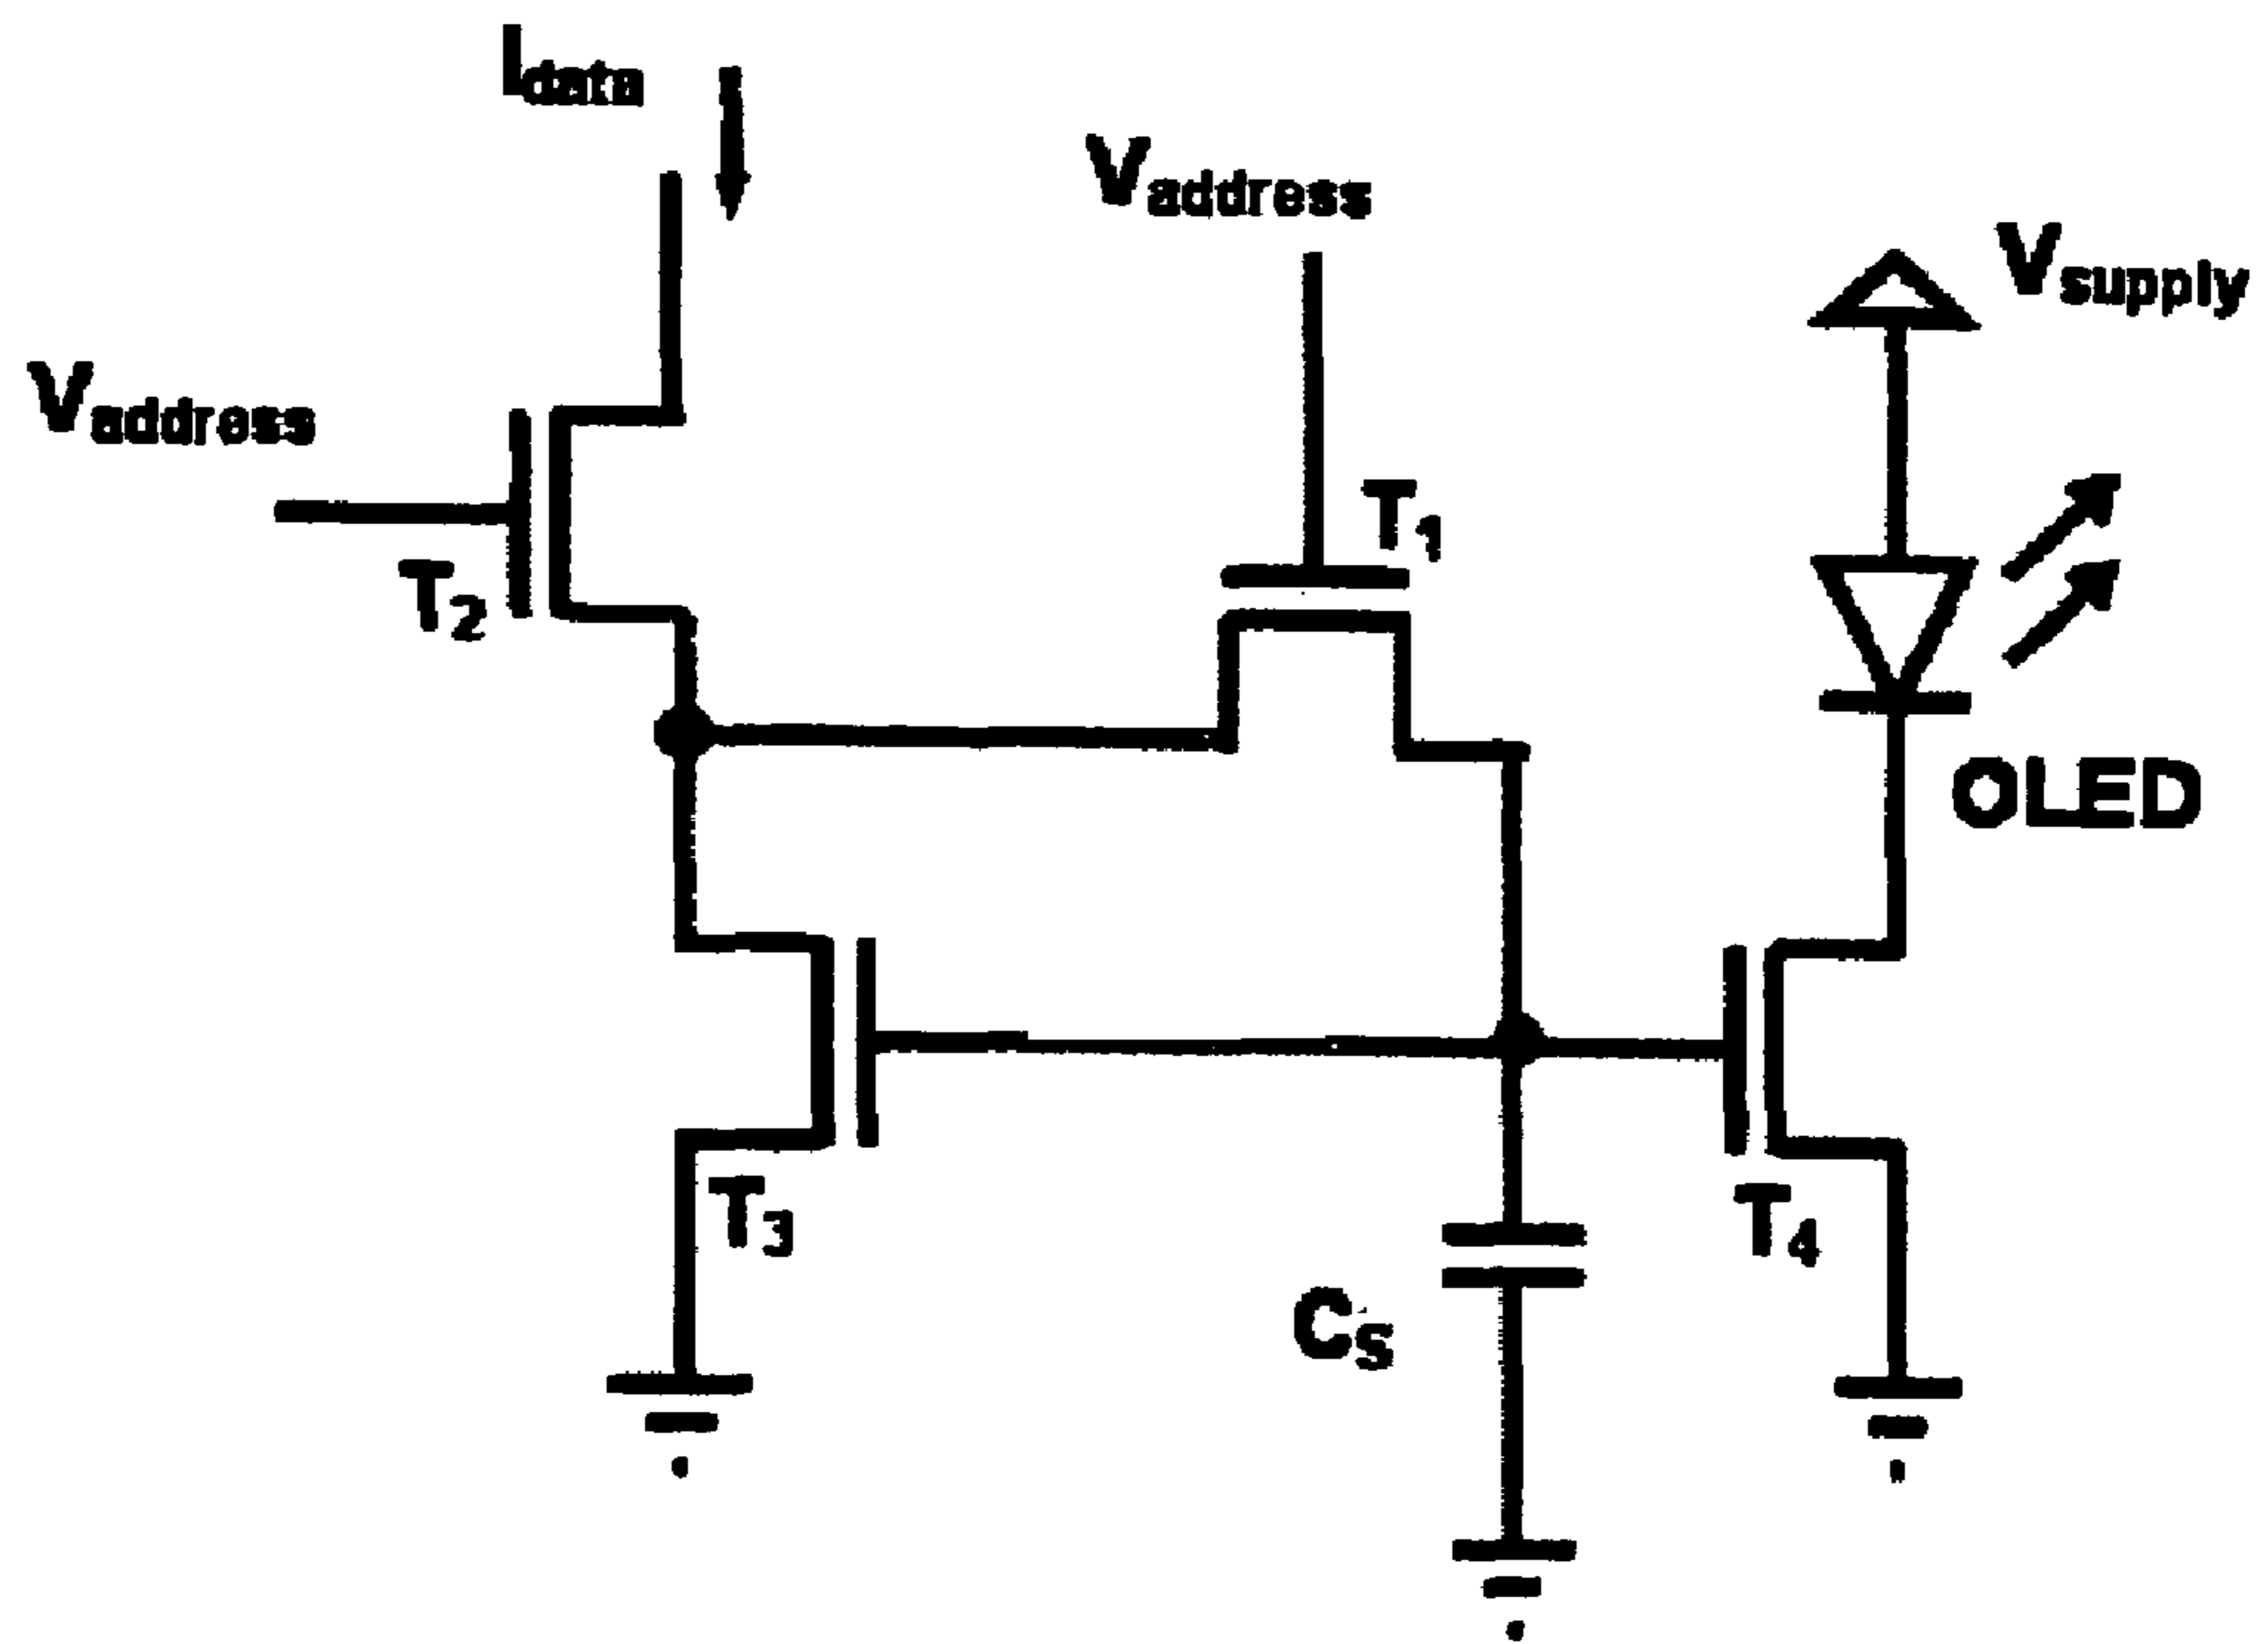 Idata
Vaddress
Vsupply
Vaddress
T1
T2
OLED
T3
T4
Cs